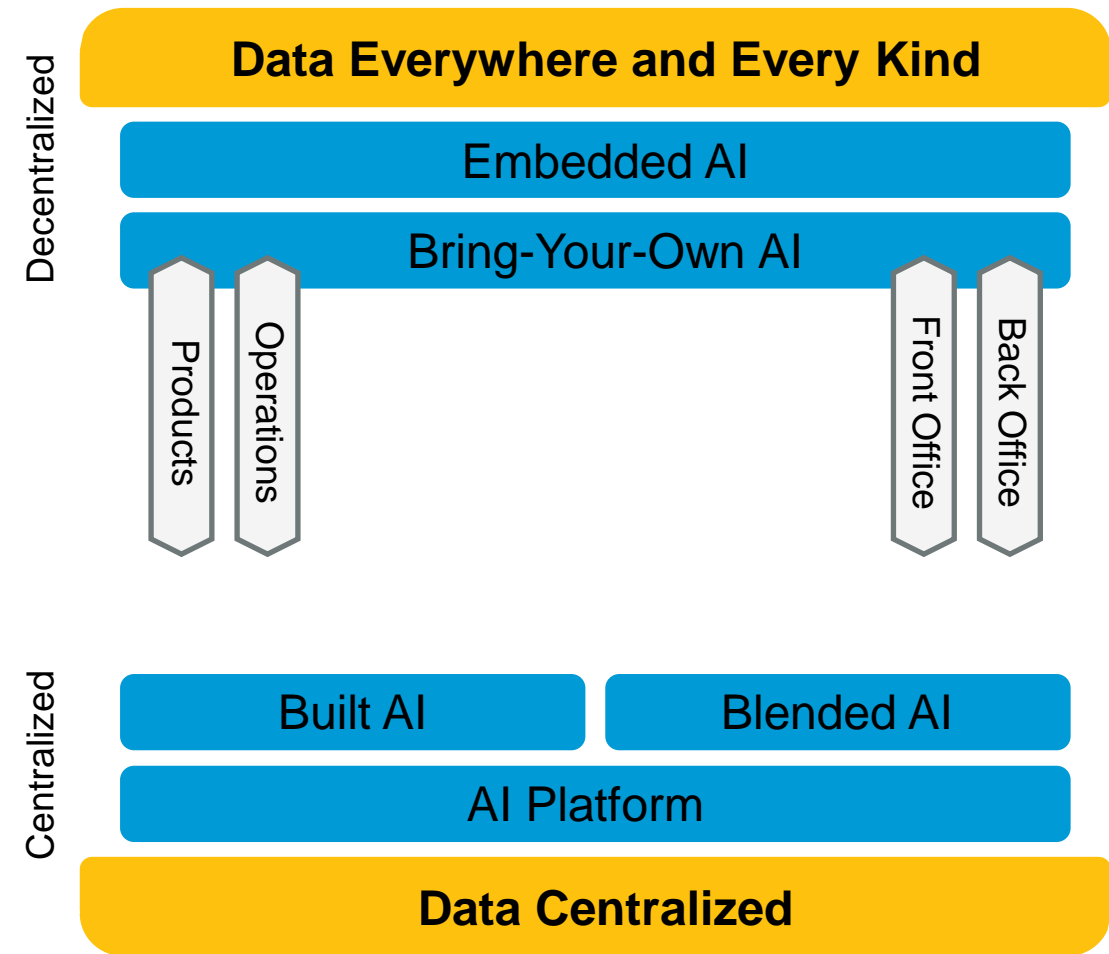 Data Everywhere and Every Kind
Decentralized
Embedded AI
Bring-Your-Own AI
Products
Operations
Front Office
Back Office
Centralized
Built AI
Blended AI
AI Platform
Data Centralized